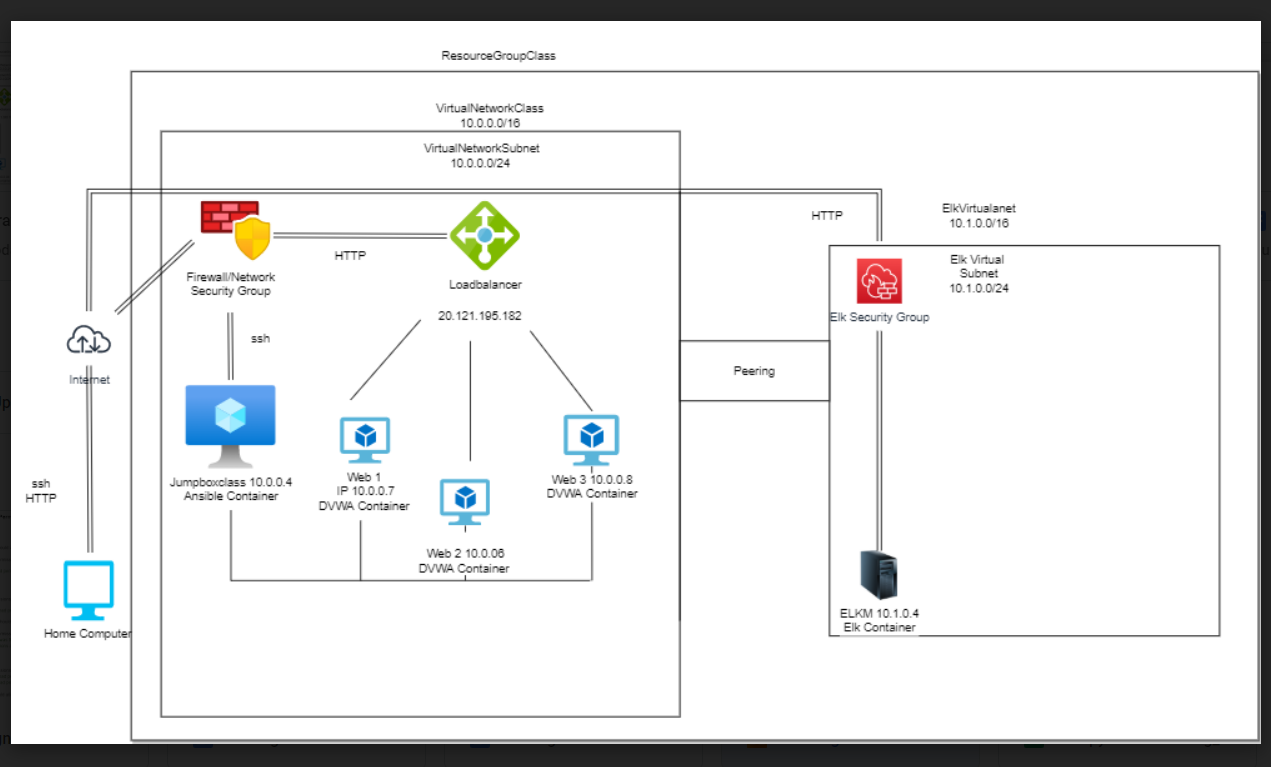 ResourceGroupClass
VirtualNetworkClass
10.0.0.0/16
VirtualNetworkSubnet
10.0.0.0/24
HTTP
ElkVirtualanet
10.1.0.0/16
HTTP
Elk Virtual
Subnet
10.1.0.0/24
Firewall/Network
Security Group
Loadbalancer
20.121.195.182
Elk Security Group
ssh
Internet
Peering
Jumpboxclass 10.0.0.4
Ansible Container
Web 1
IP 10.0.0.7
DVWA Container
Web 3 10.0.0.8
DVWA Container
ssh
HTTP
Web 2 10.0.06
DVWA Container
Home Computer
ELKM 10.1.0.4
Elk Container